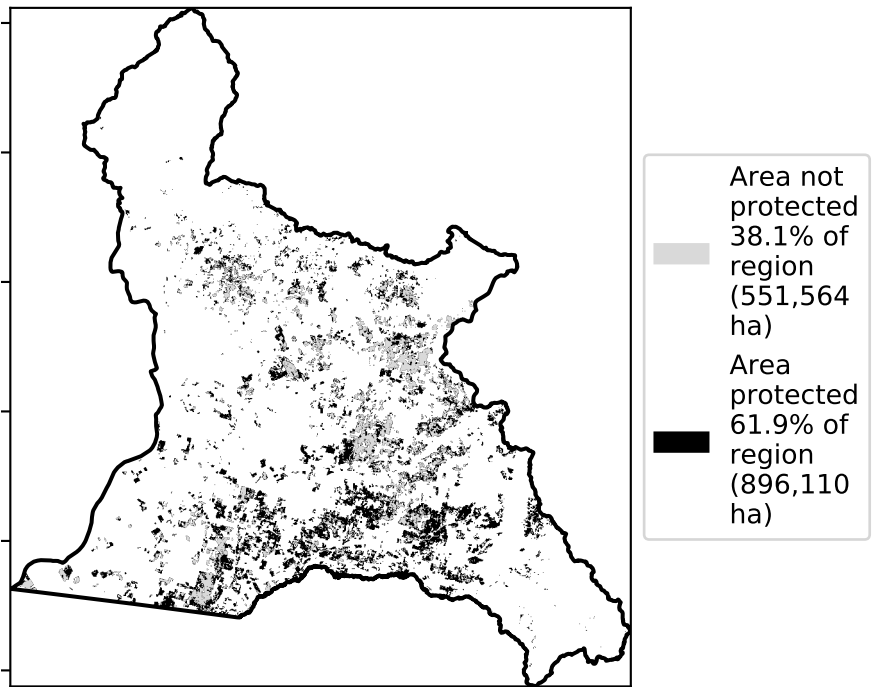 Area not
protected
38.1% of
region
(551,564
ha)
Area
protected
61.9% of
region
(896,110
ha)